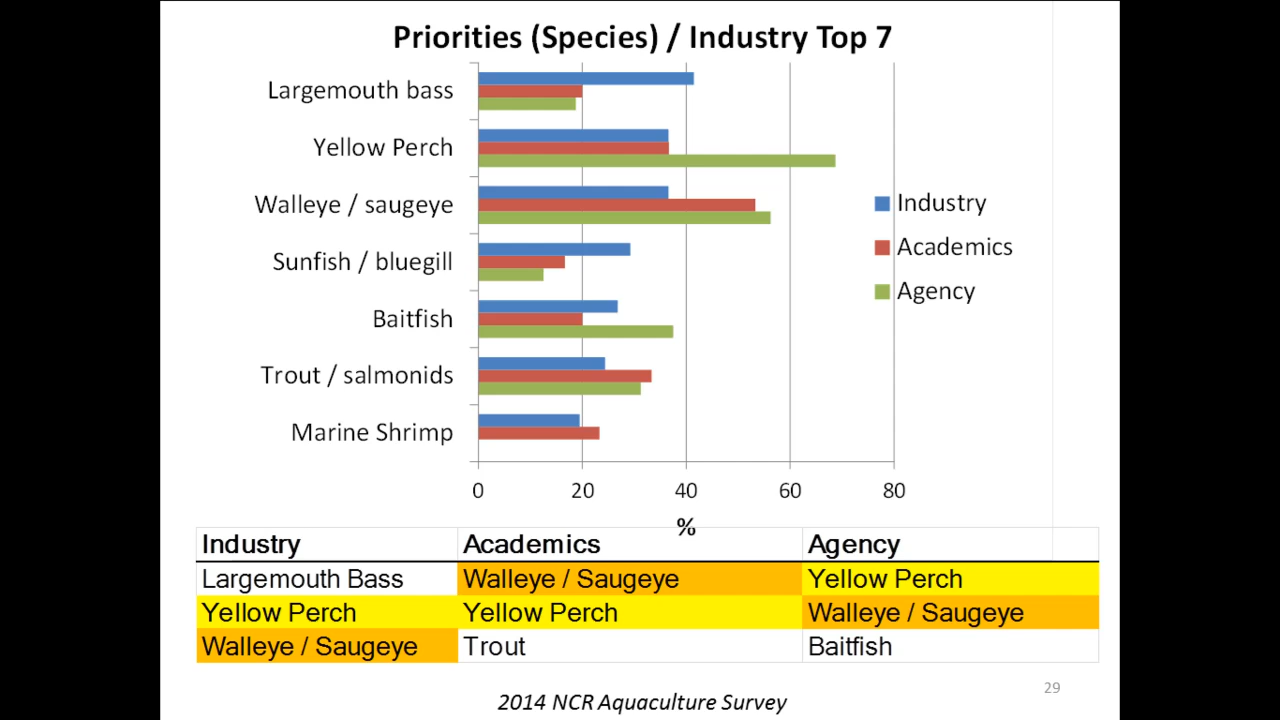 Priorities (Species) / Industry Top 7
Largemouth bass
Yellow Perch
Walleye / saugeye
Sunfish / bluegill
Baitfish
Trout / salmonids
Marine Shrimp
Industry
Academics
Agency
0 20 40 60 80
%
Industry Academics Agency
Largemouth Bass Walleye / Saugeye Yellow Perch
Yellow Perch Yellow Perch Walleye / Saugeye
Walleye / Saugeye Trout Baitfish
29
2014 NCR Aquaculture Survey